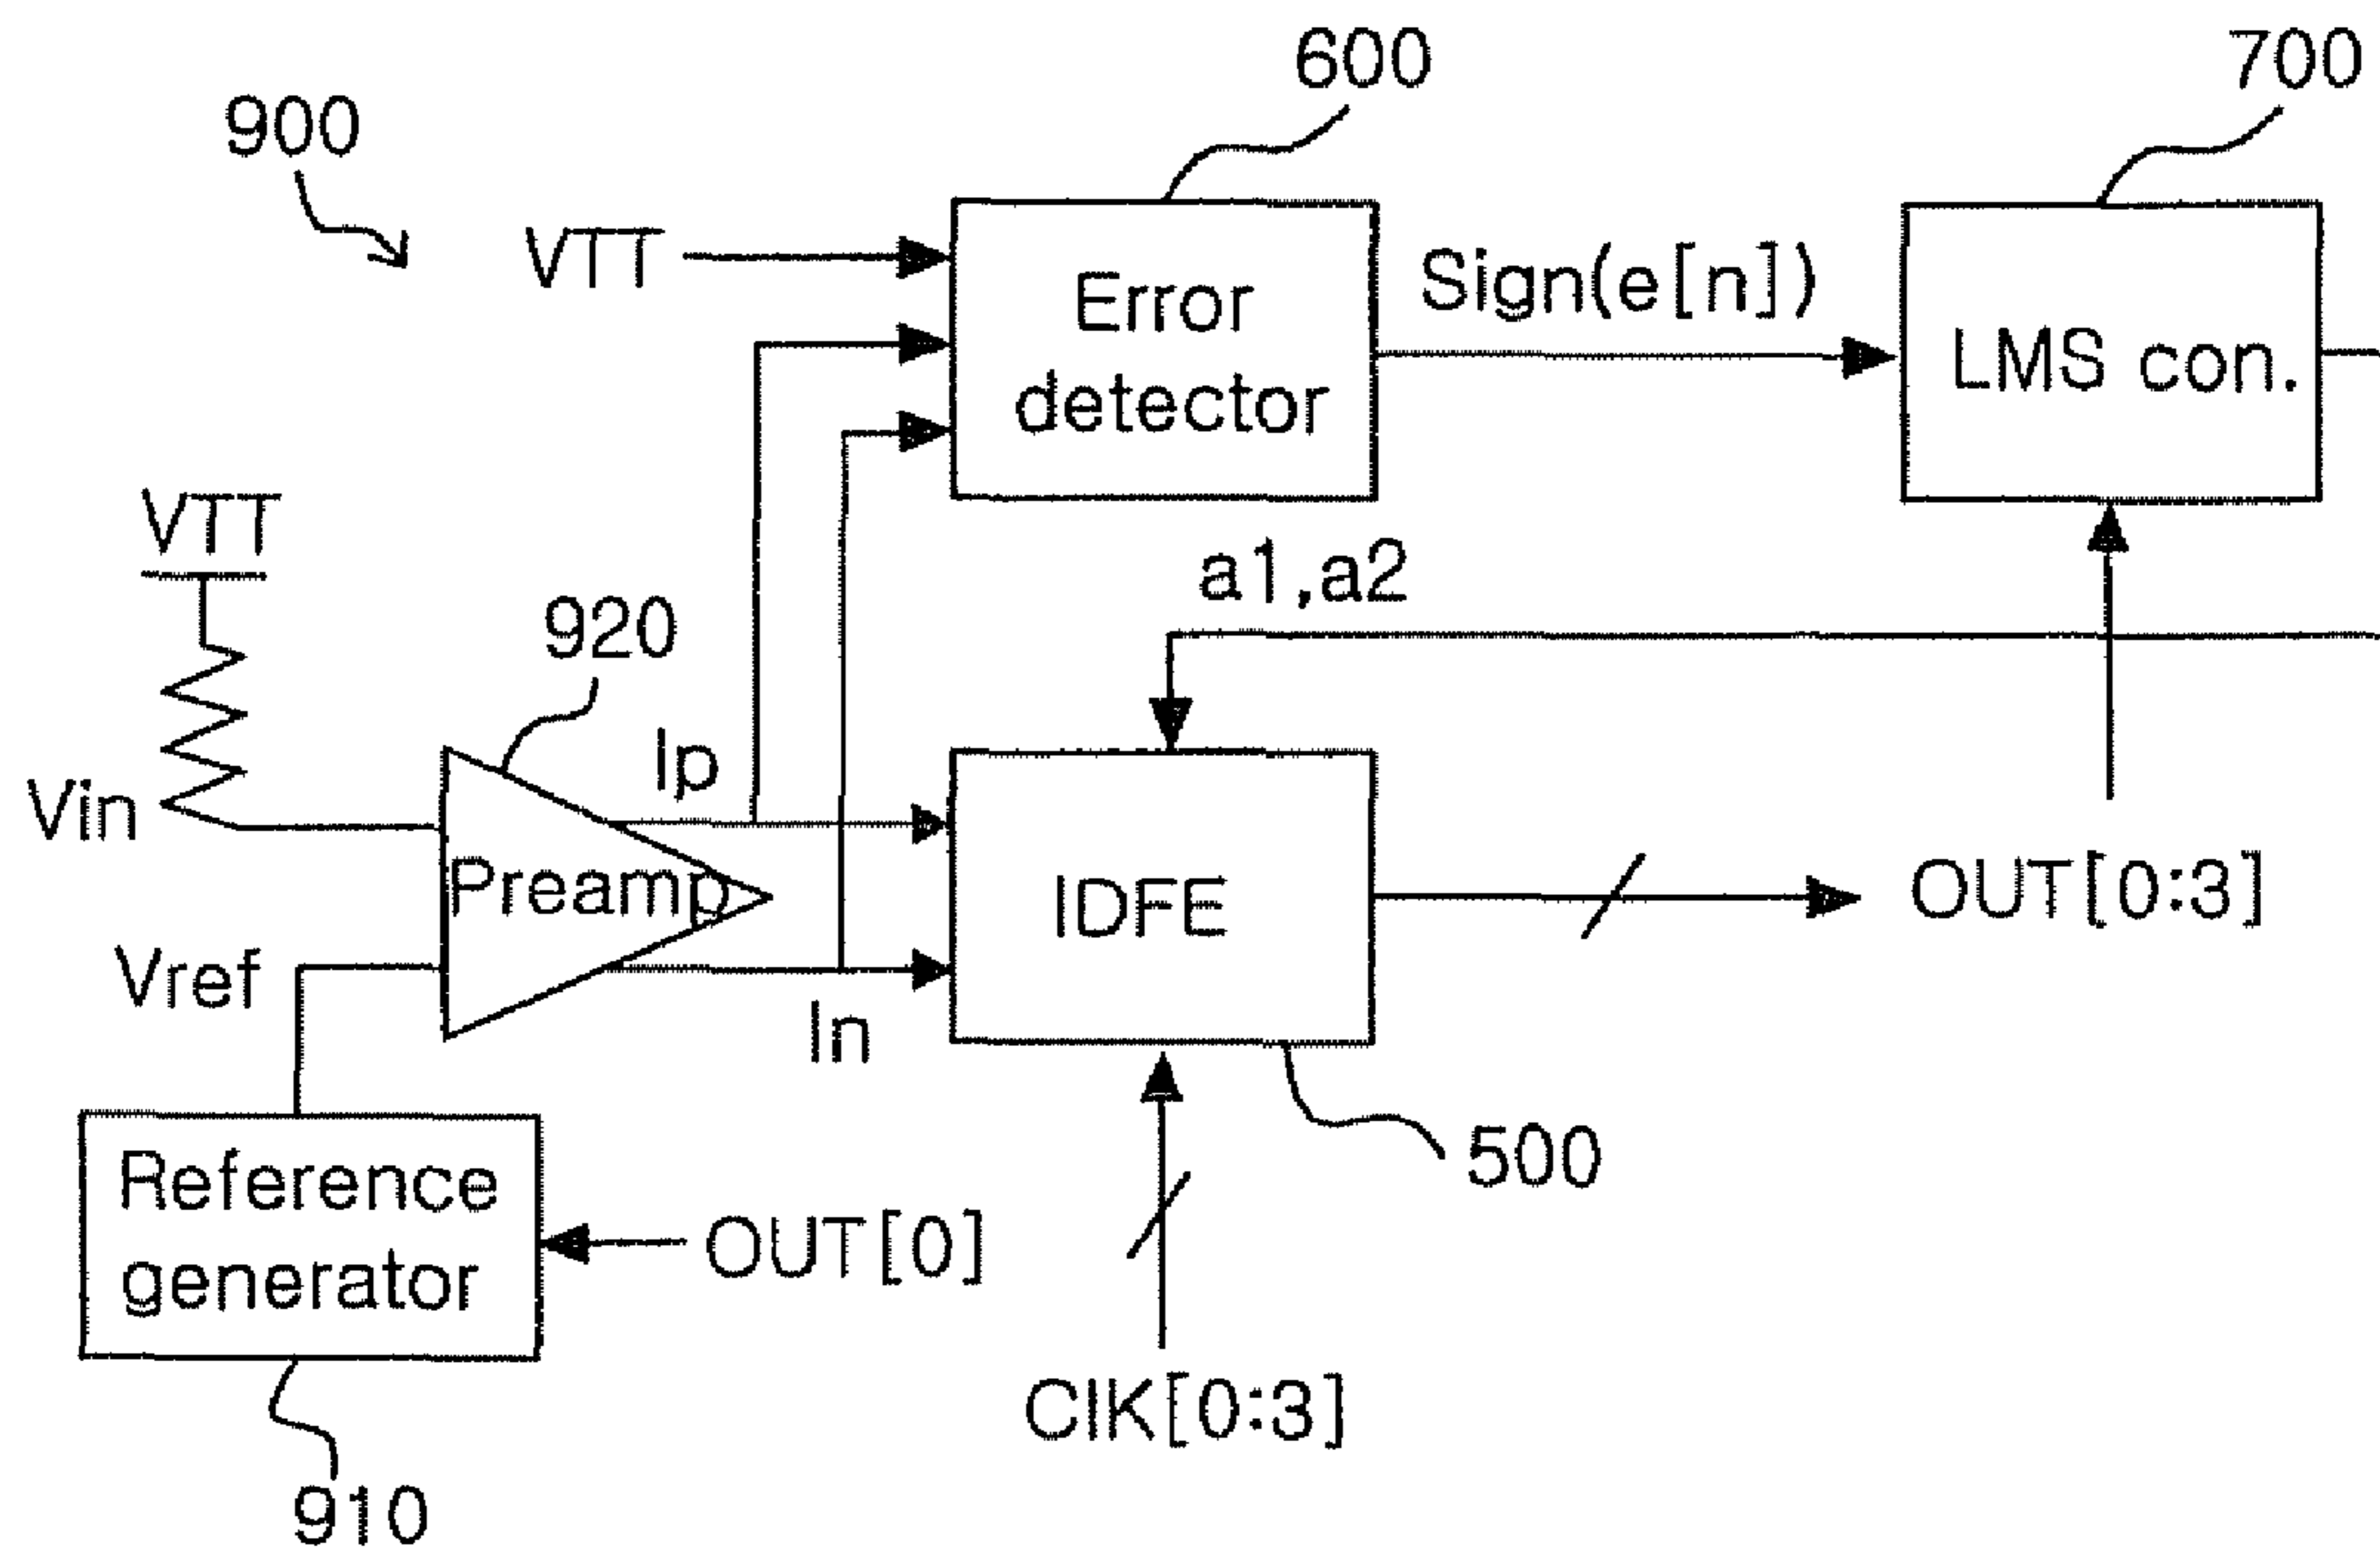 600
700
900
VTT
Error
detector
Sign(e[n])
LMS con.
VTT
a1,a2
920
Ip
Vin
Preamp
IDFE
OUT[0:3]
Vref
In
500
Reference
generator
OUT[0]
ClK[0:3]
910